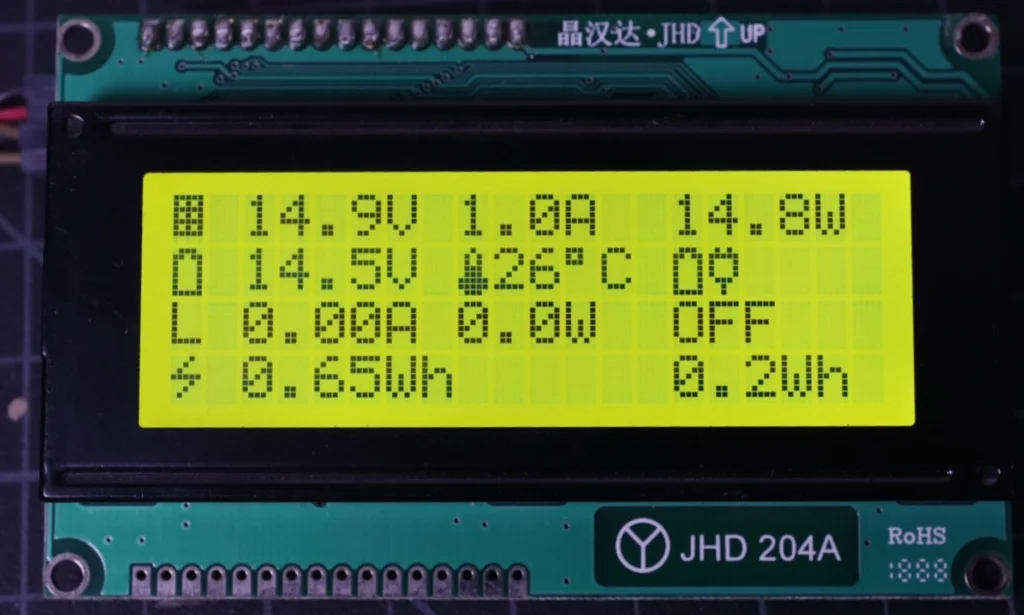 晶汉达·JHD UP
14.9V 1.0A 14.8W
14.5V 26°C
L 0.00A 0.0W OFF
0.65Wh 0.2Wh
JHD 204A
RoHS